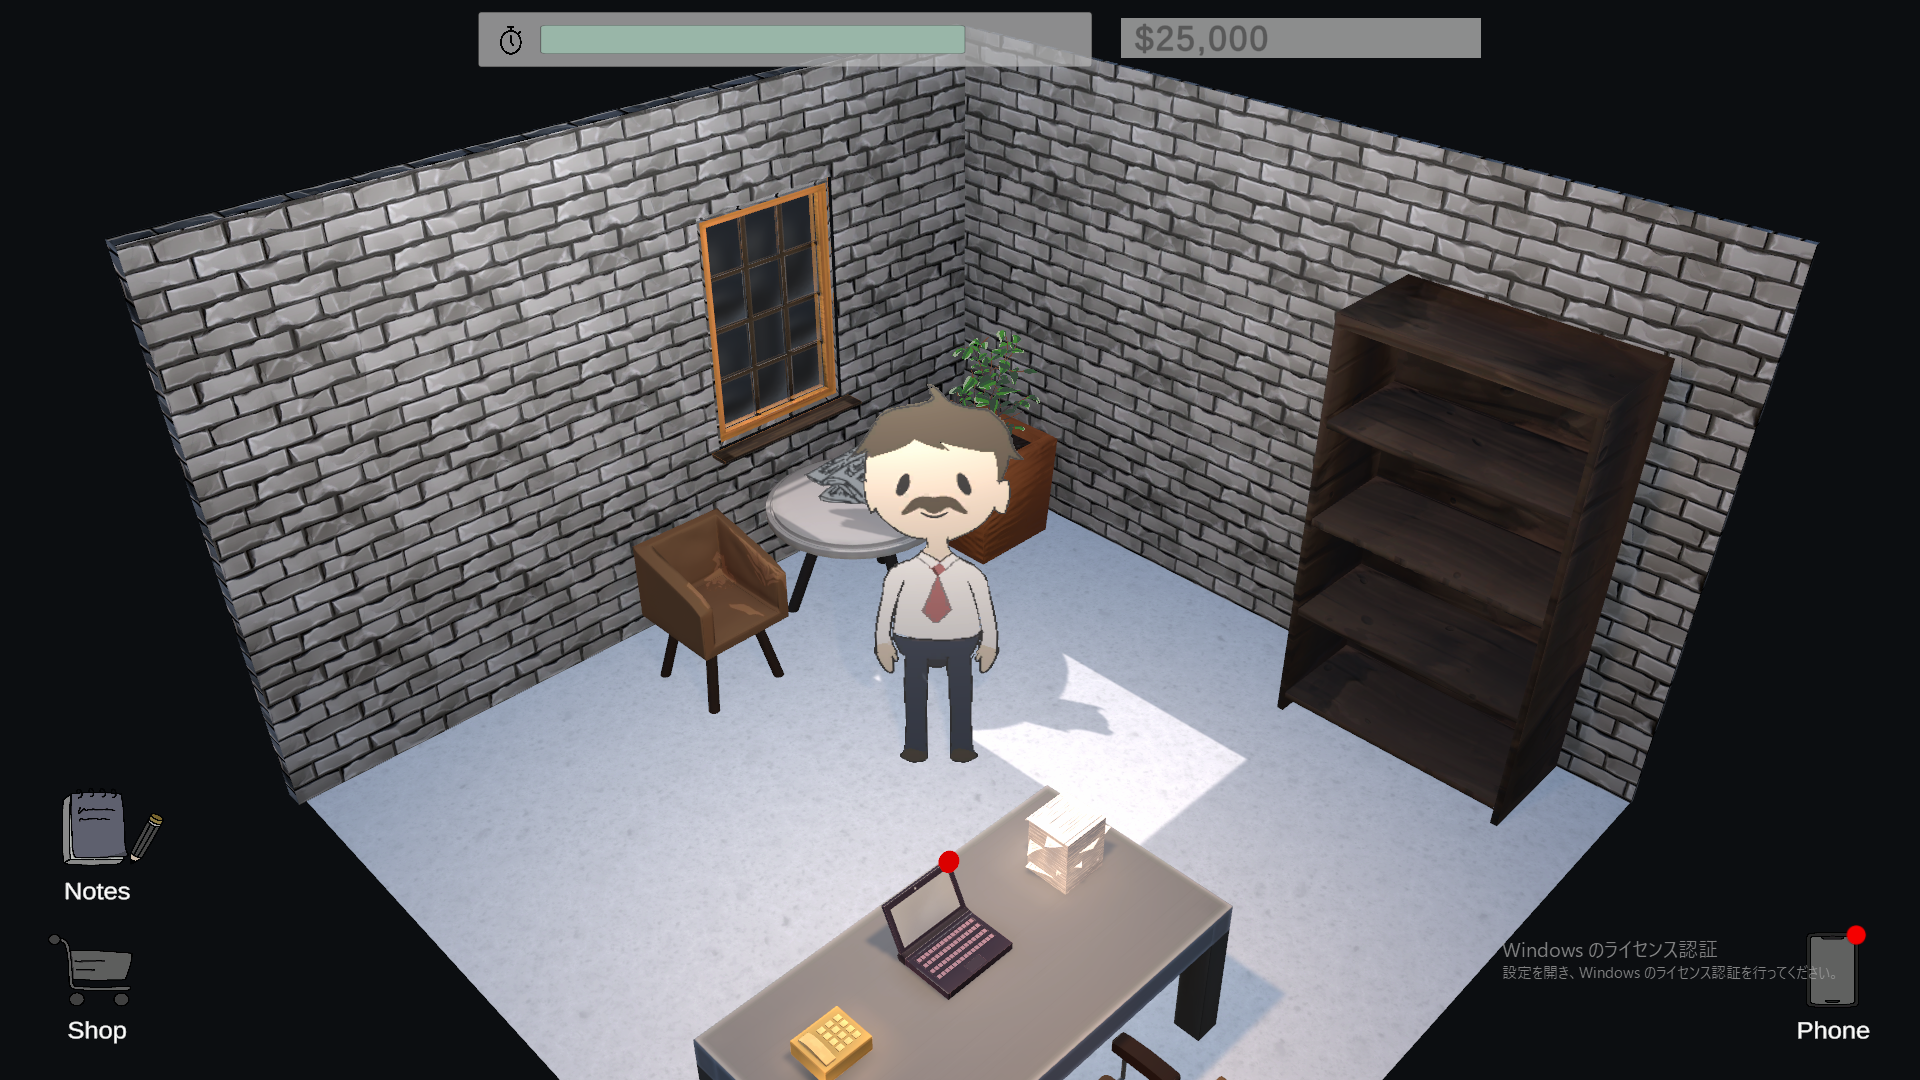 $25,000
Notes
Shop
Windows のライセンス認証
設定を開き、Windows のライセンス認証を行ってください。
Phone